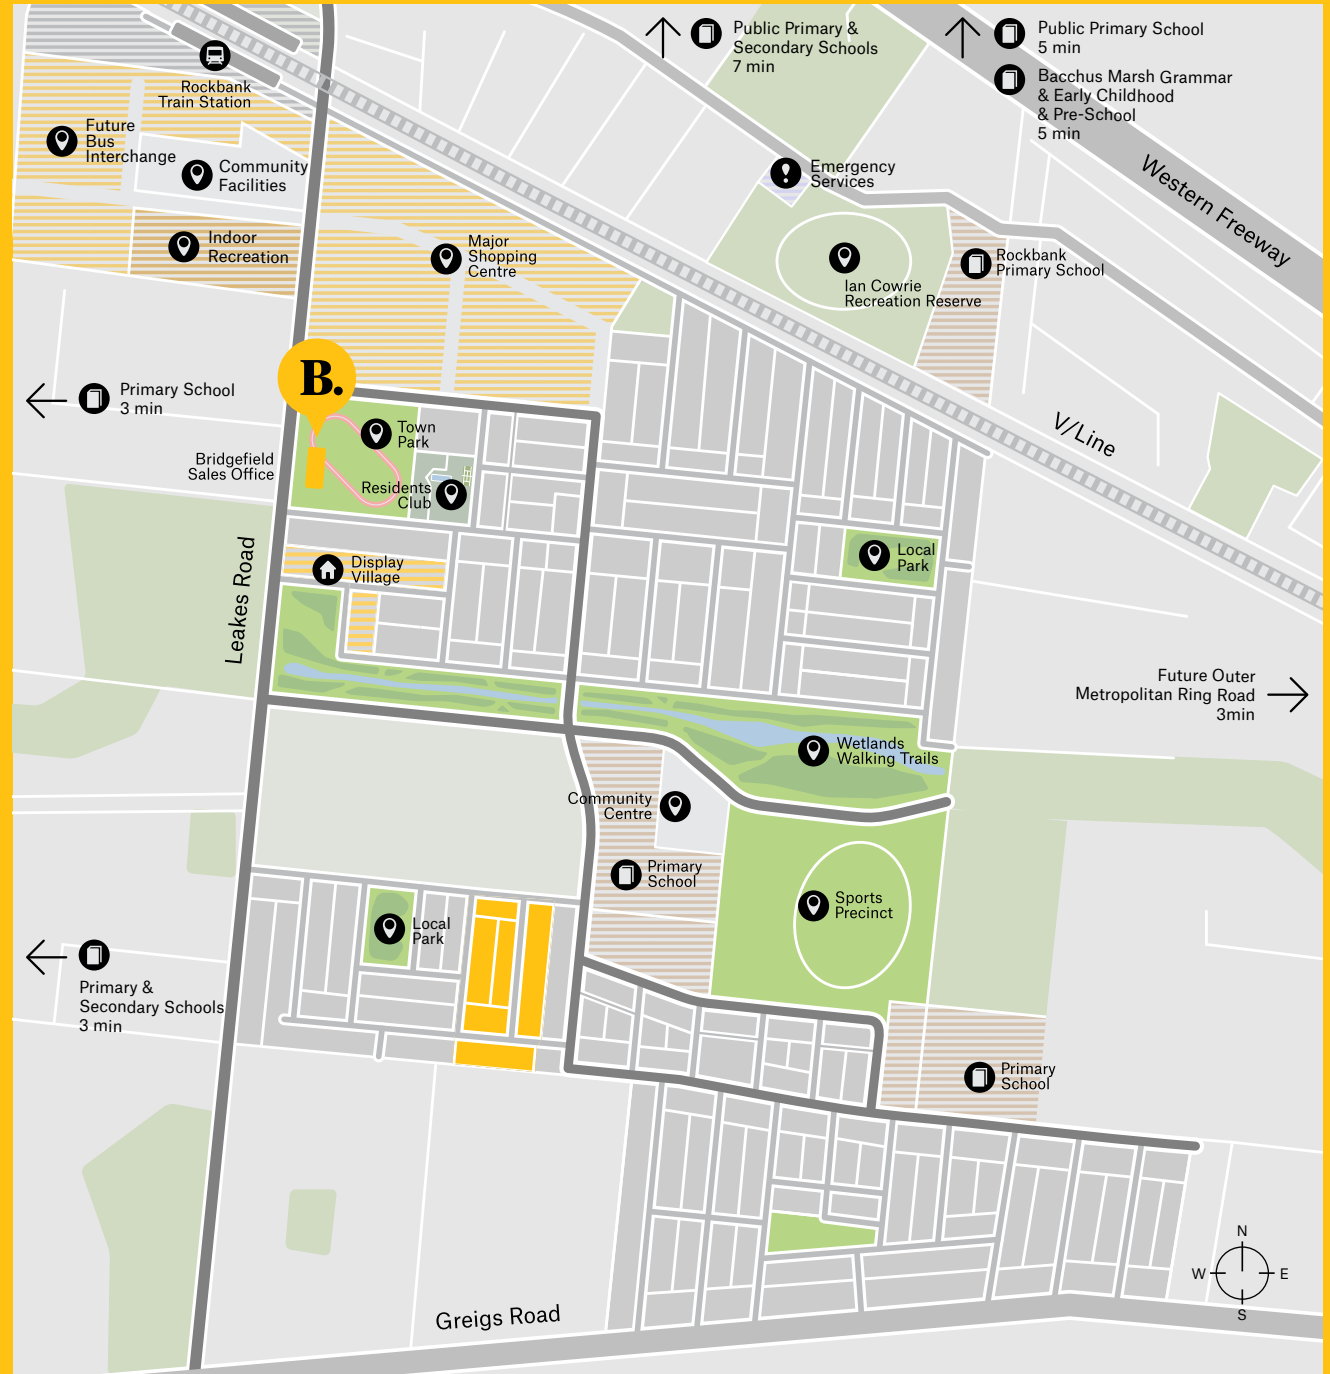 Public Primary &
Secondary Schools
7 min
Public Primary School
5 min
Bacchus Marsh Grammar
& Early Childhood
& Pre-School
5 min
Rockbank
Train Station
Future
Bus
Interchange
Community
Facilities
Emergency
Services
Western Freeway
Indoor
Recreation
Major
Shopping
Centre
Ian Cowrie
Recreation Reserve
Rockbank
Primary School
Primary School
3 min
B.
Town
Park
V/Line
Bridgefield
Sales Office
Residents
Club
Leakes Road
Display
Village
Local
Park
Future Outer
Metropolitan Ring Road
3min
Wetlands
Walking Trails
Community
Centre
Primary
School
Sports
Precinct
Local
Park
Primary &
Secondary Schools
3 min
Primary
School
Greigs Road
N
W
E
S